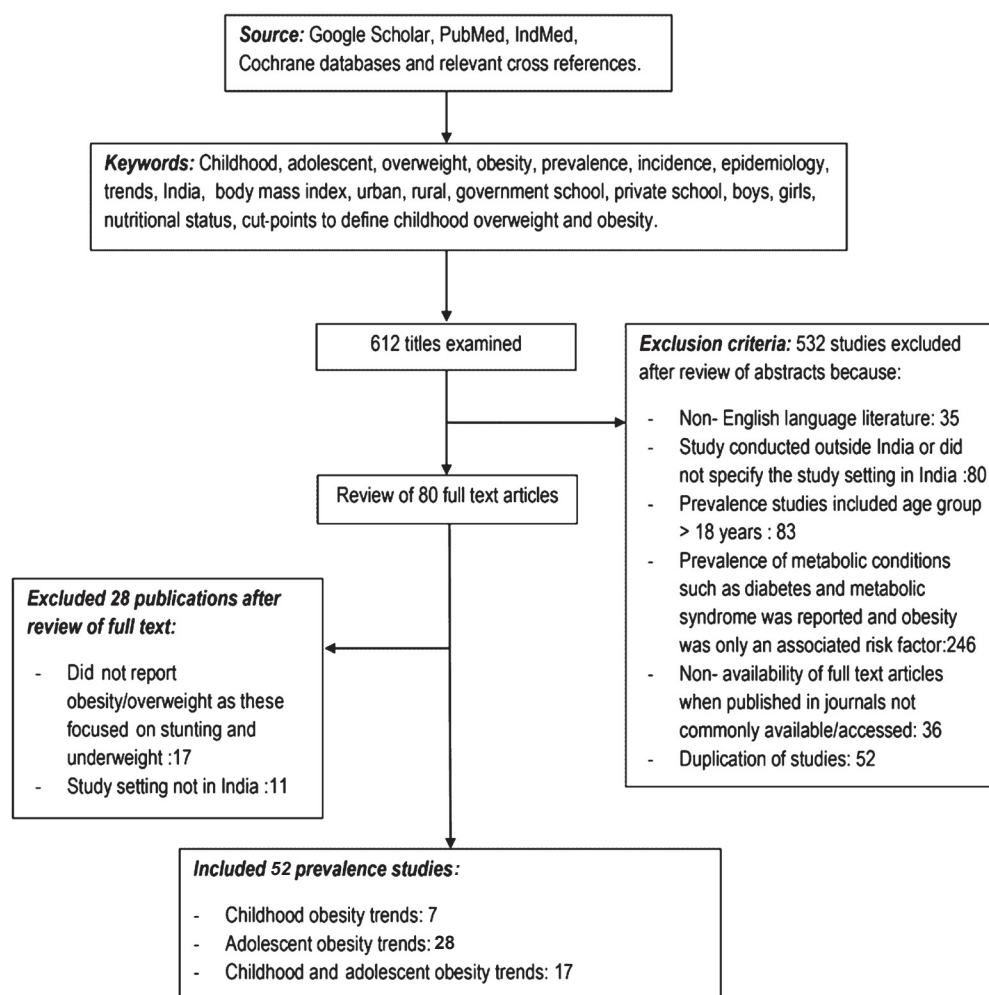 Source: Google Scholar, PubMed, IndMed,
Cochrane databases and relevant cross references.
Keywords: Childhood, adolescent, overweight, obesity, prevalence, incidence, epidemiology,
trends, India, body mass index, urban, rural, government school, private school, boys, girls,
nutritional status, cut-points to define childhood overweight and obesity.
612 titles examined
Exclusion criteria: 532 studies excluded
after review of abstracts because:
- Non- English language literature: 35
- Study conducted outside India or did
not specify the study setting in India :80
- Prevalence studies included age group
> 18 years : 83
- Prevalence of metabolic conditions
such as diabetes and metabolic
syndrome was reported and obesity
was only an associated risk factor:246
- Non- availability of full text articles
when published in journals not
commonly available/accessed: 36
- Duplication of studies: 52
Review of 80 full text articles
Excluded 28 publications after
review of full text:
- Did not report
obesity/overweight as these
focused on stunting and
underweight :17
- Study setting not in India :11
Included 52 prevalence studies:
- Childhood obesity trends: 7
- Adolescent obesity trends: 28
- Childhood and adolescent obesity trends: 17